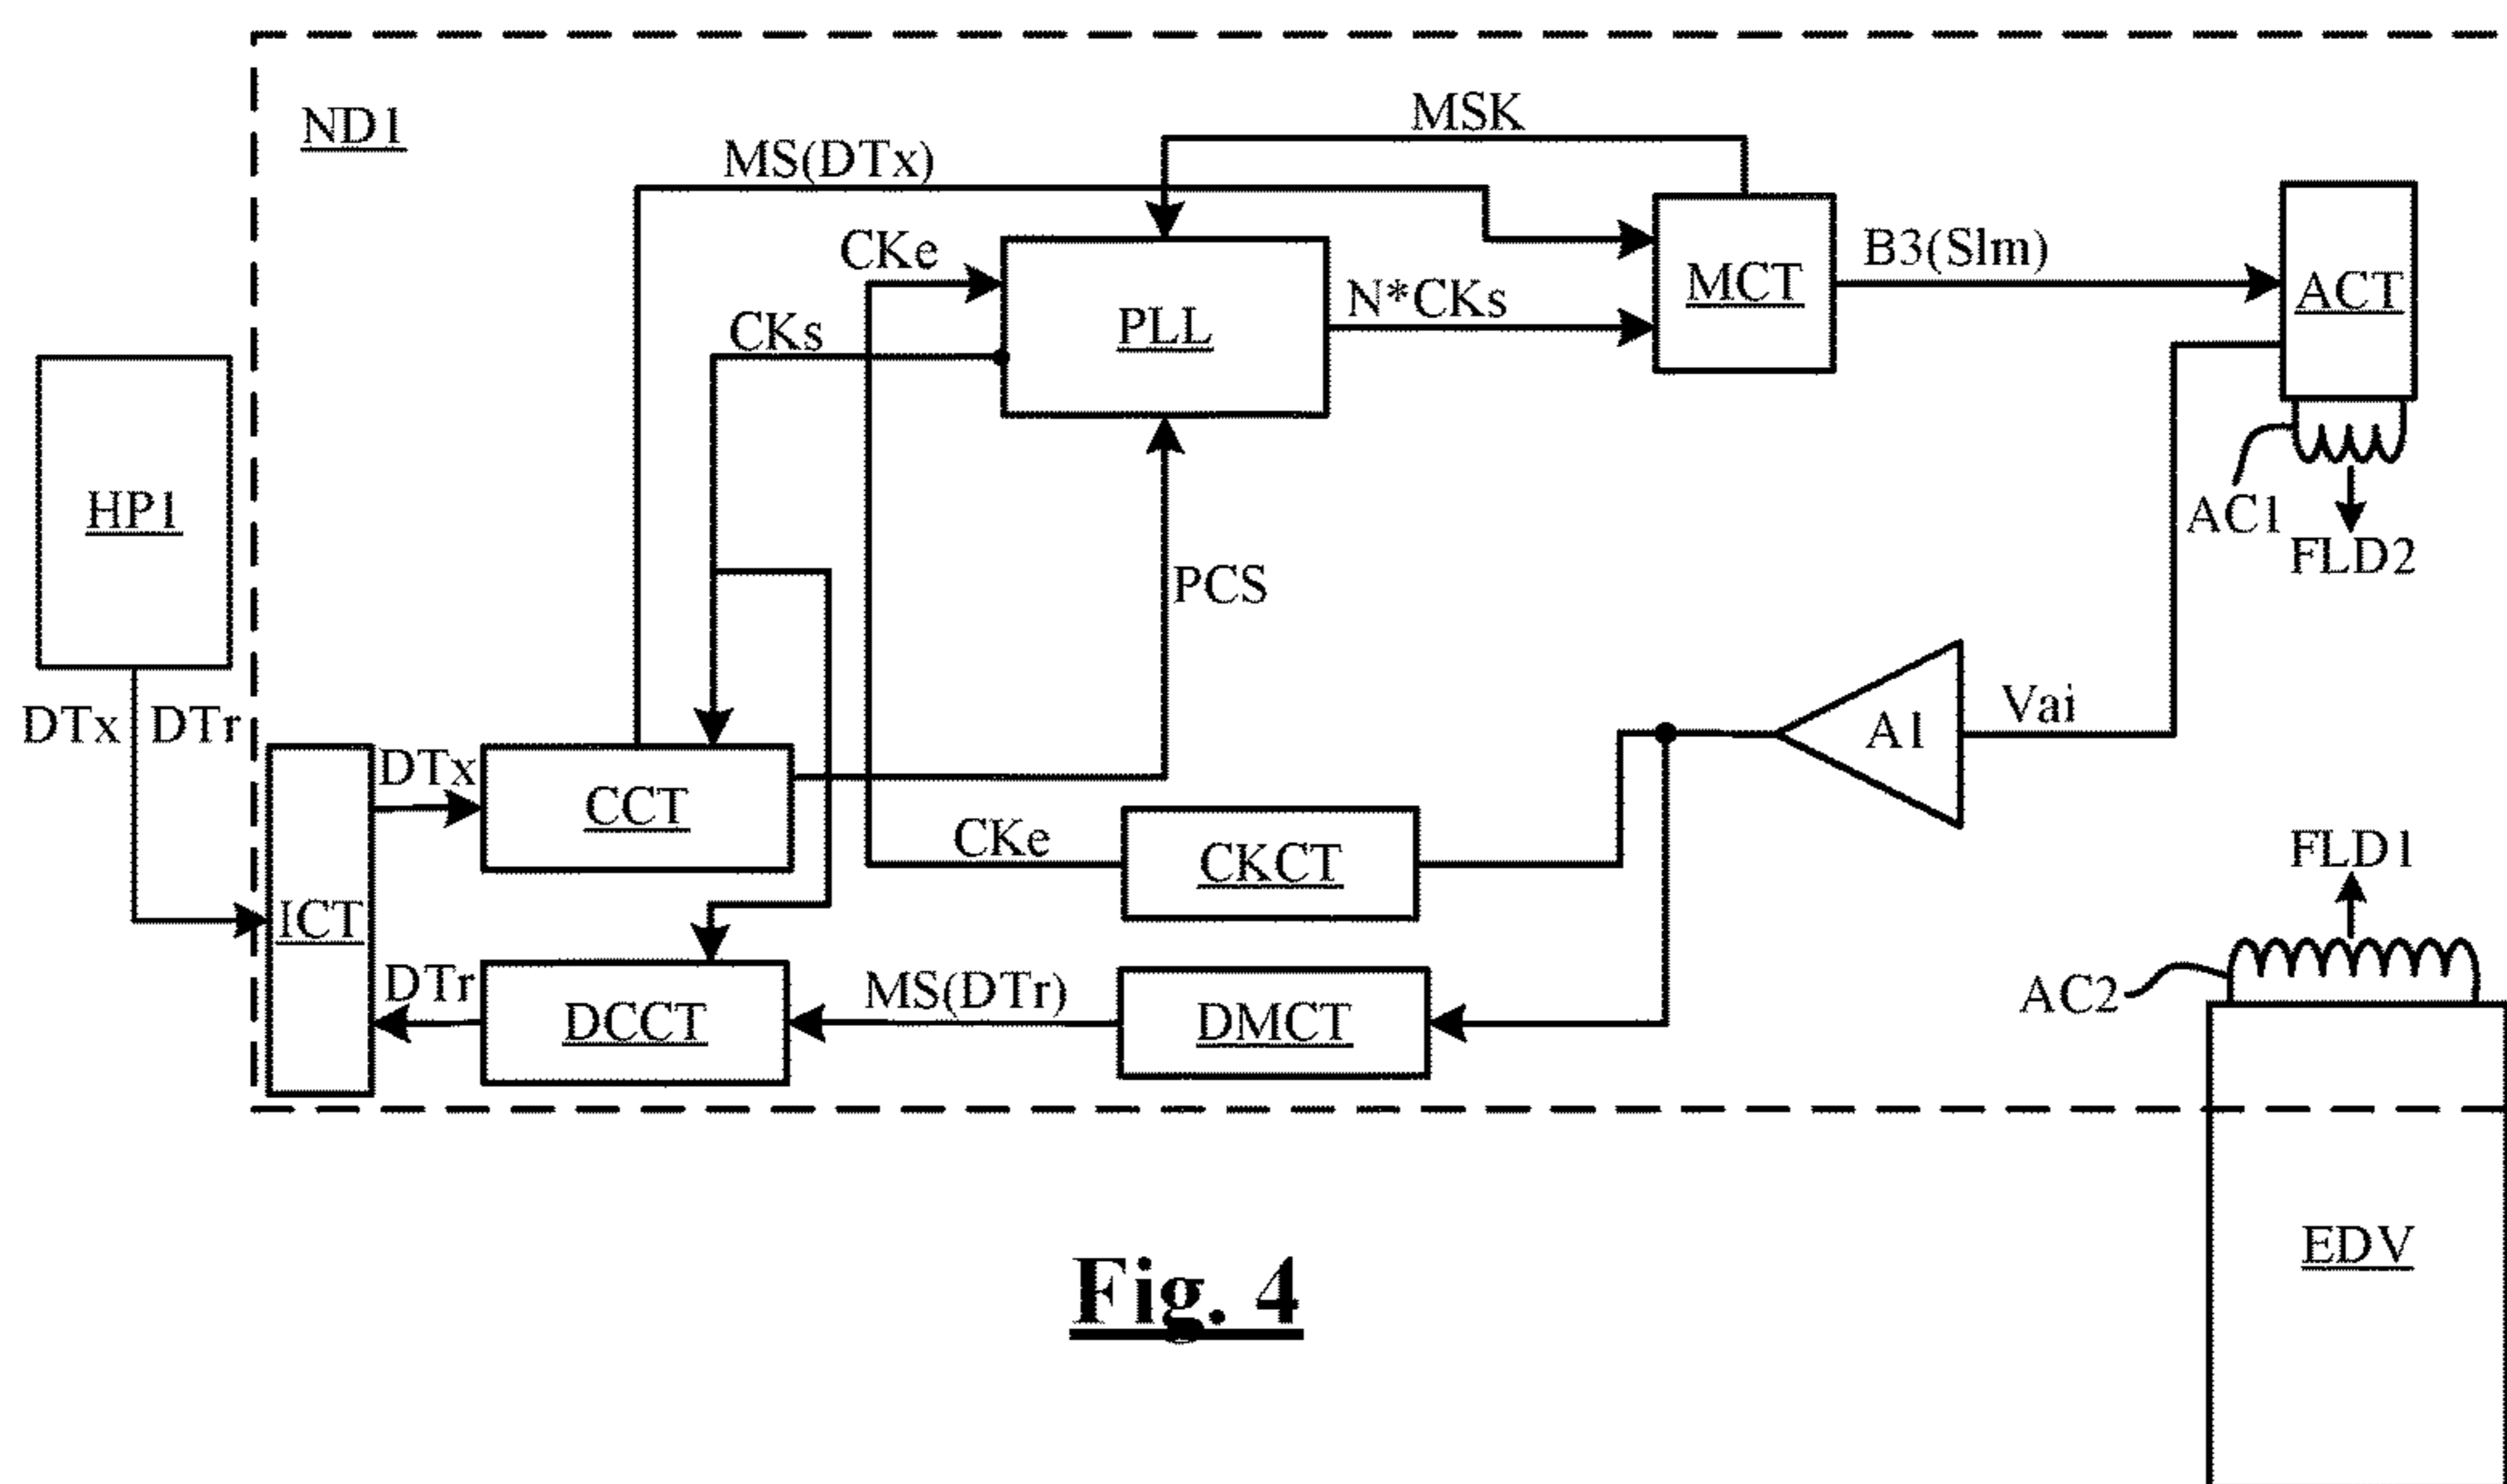 ND1
MSK
MS(DTx)
CKe
B3(Slm)
MCT
ACT
N*CKs
PLL
CKs
HP1
AC1
FLD2
PCS
DTx
DTr
Vai
A1
DTx
CCT
CKe
CKCT
FLD1
ICT
DTr
MS(DTr)
AC2
DCCT
DMCT
EDV
Fig. 4